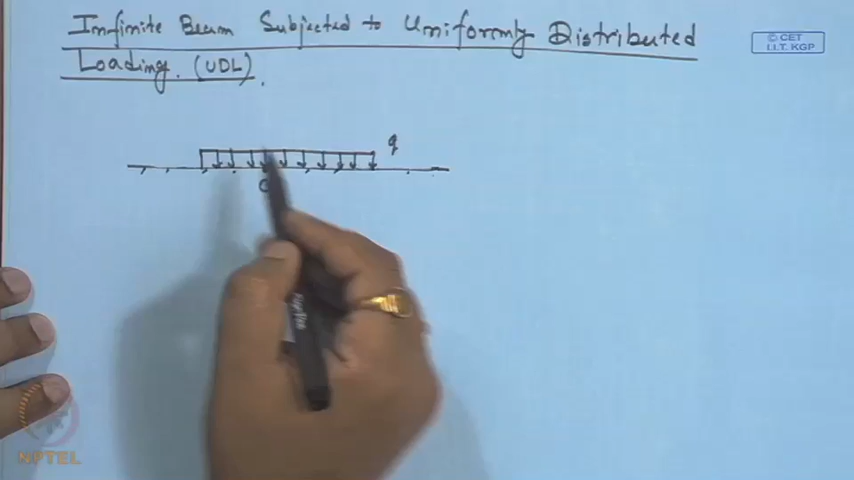 Infinite Beam Subjected to Uniformly Distributed
Loading. (UDL).
© CET
I.I.T. KGP
q
NPTEL